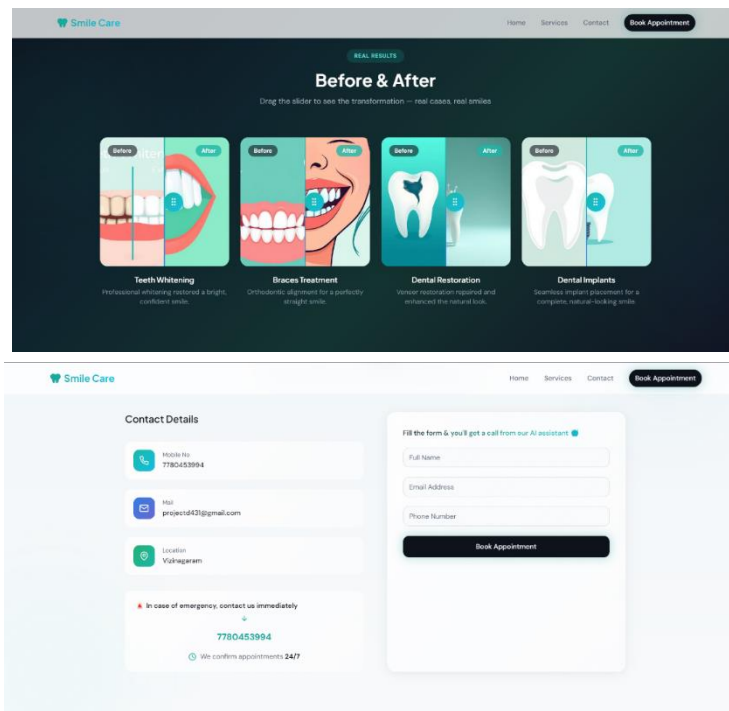 Smile Care
Home Services Contact Book Appointment
REAL RESULTS
Before & After
Drag the slider to see the transformation — real cases, real smiles
Before After Before After Before After Before After
Teeth Whitening
Professional whitening restored a bright,
confident smile.
Braces Treatment
Orthodontic alignment for a perfectly
straight smile.
Dental Restoration
Veneer restoration repaired and
enhanced the natural look.
Dental Implants
Seamless implant placement for a
complete, natural-looking smile.
Smile Care
Home Services Contact Book Appointment
Contact Details
Mobile No
7780453994
Mail
projectd431@gmail.com
Location
Vizinagaram
In case of emergency, contact us immediately
7780453994
We confirm appointments 24/7
Fill the form & you'll get a call from our AI assistant
Full Name
Email Address
Phone Number
Book Appointment